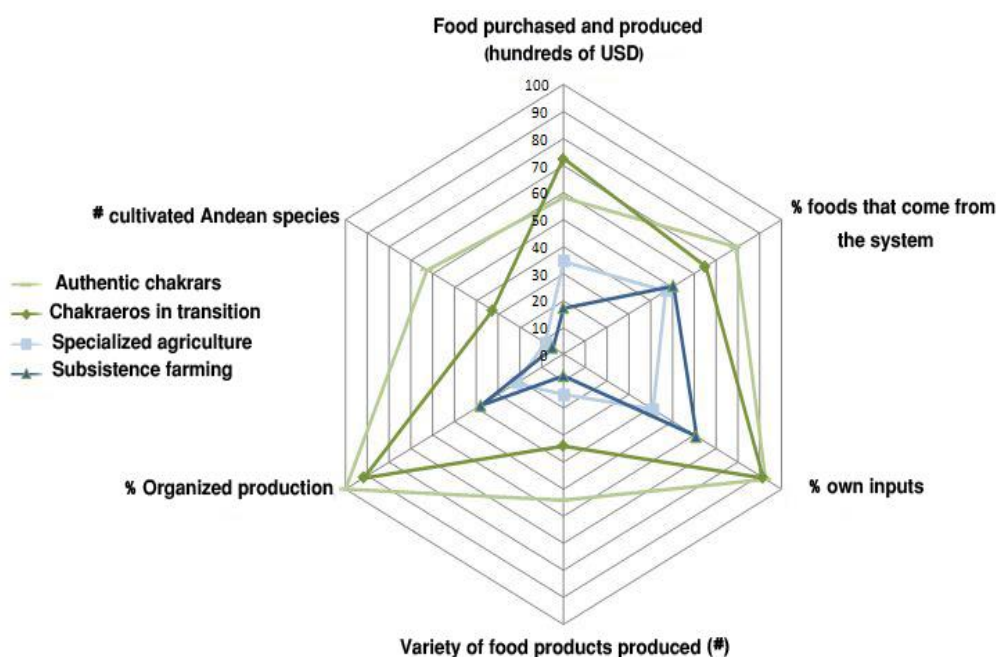 Food purchased and produced
(hundreds of USD)
100
90
80
70
60
50
40
30
20
10
0
# cultivated Andean species
% foods that come from
the system
Authentic chakrars
Chakraeros in transition
Specialized agriculture
Subsistence farming
% Organized production
% own inputs
Variety of food products produced (#)